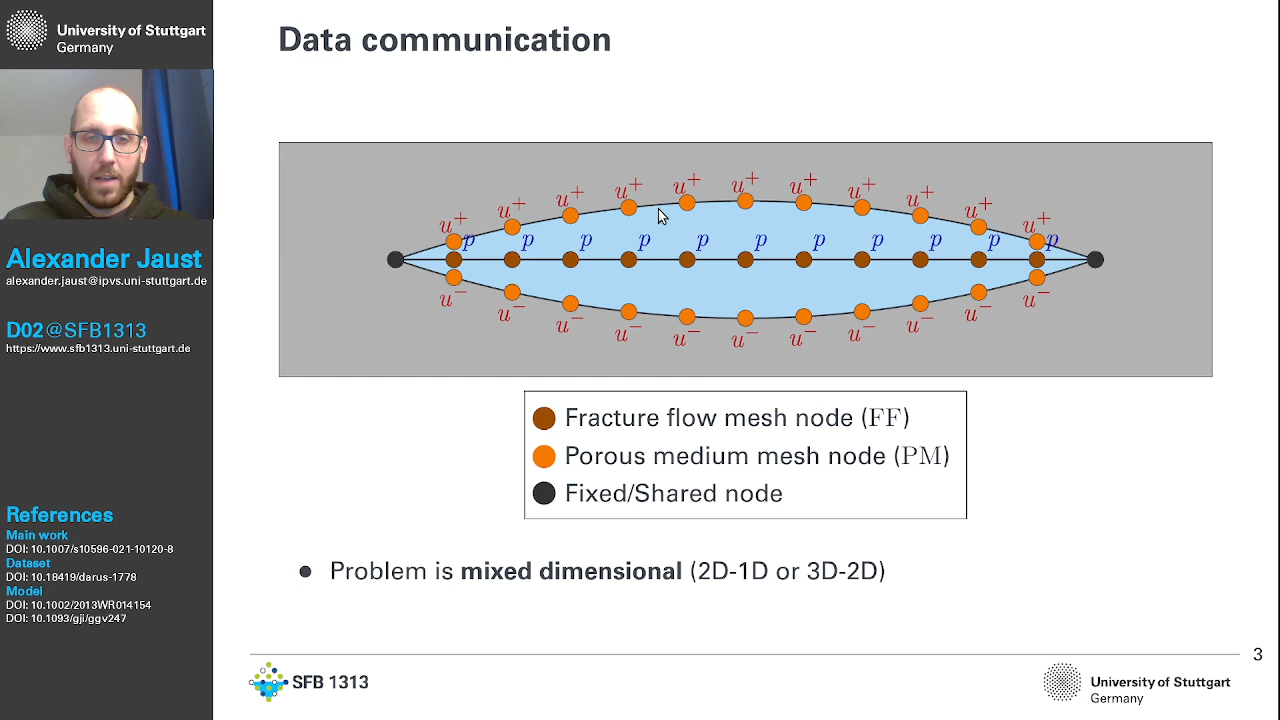 University of Stuttgart
Germany
Alexander Jaust
alexander.jaust@ipvs.uni-stuttgart.de
D02@SFB1313
https://www.sfb1313.uni-stuttgart.de
References
Main work
DOI: 10.1007/s10596-021-10120-8
Dataset
DOI: 10.18419/darus-1778
Model
DOI: 10.1002/2013WR014154
DOI: 10.1093/gji/ggv247
Data communication
u⁺ u⁺ u⁺ u⁺ u⁺ u⁺ u⁺ u⁺ u⁺ u⁺ u⁺
p p p p p p p p p p p
u⁻ u⁻ u⁻ u⁻ u⁻ u⁻ u⁻ u⁻ u⁻ u⁻ u⁻
Fracture flow mesh node (FF)
Porous medium mesh node (PM)
Fixed/Shared node
● Problem is mixed dimensional (2D-1D or 3D-2D)
3
SFB 1313
University of Stuttgart
Germany